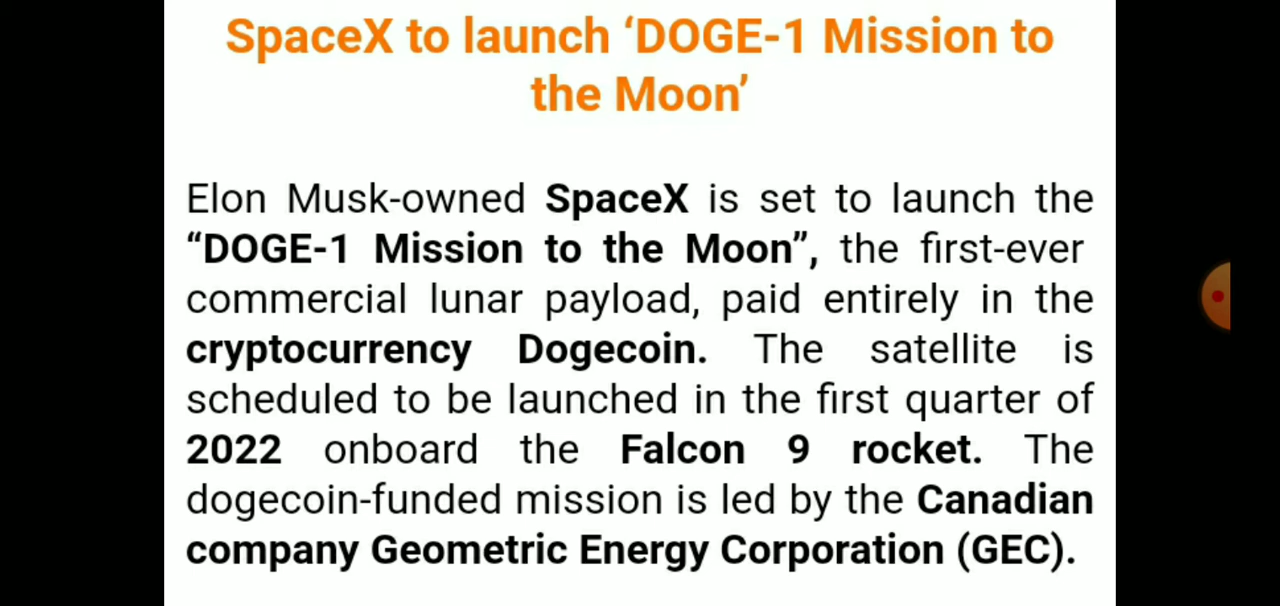 SpaceX to launch ‘DOGE-1 Mission to
the Moon’
Elon Musk-owned SpaceX is set to launch the
“DOGE-1 Mission to the Moon”, the first-ever
commercial lunar payload, paid entirely in the
cryptocurrency Dogecoin. The satellite is
scheduled to be launched in the first quarter of
2022 onboard the Falcon 9 rocket. The
dogecoin-funded mission is led by the Canadian
company Geometric Energy Corporation (GEC).